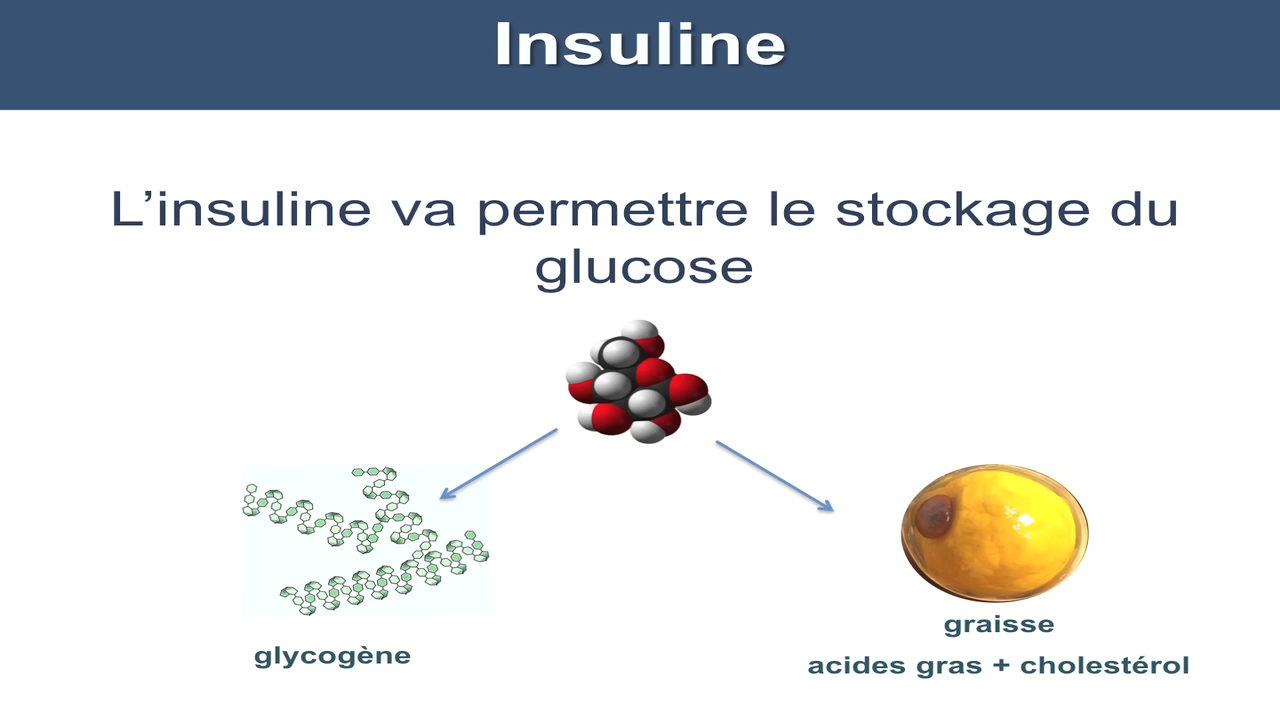 Insuline
L’insuline va permettre le stockage du
glucose
glycogène
graisse
acides gras + cholestérol